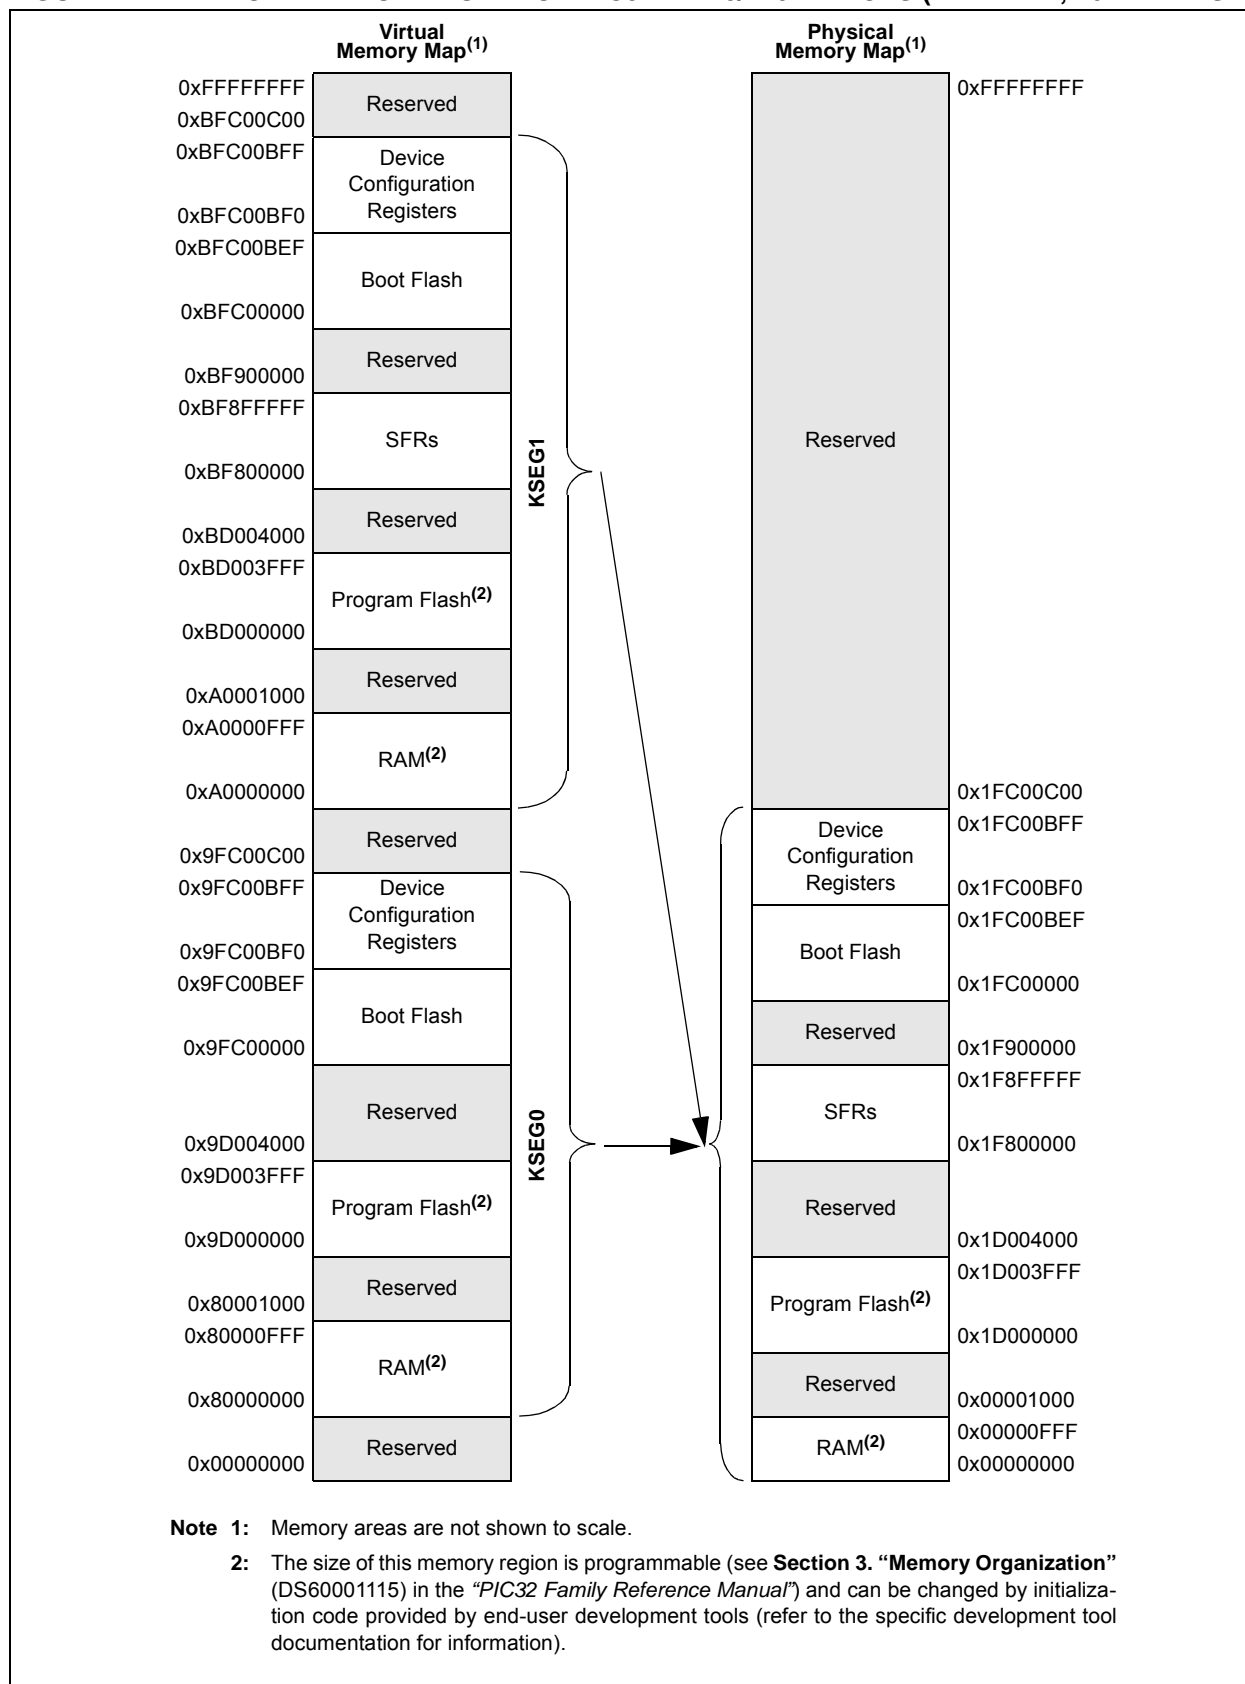 Virtual
Memory Map(1)
Physical
Memory Map(1)
0xFFFFFFFF
Reserved
0xBFC00C00
0xBFC00BFF
Device
Configuration
Registers
0xBFC00BF0
0xBFC00BEF
Boot Flash
0xBFC00000
Reserved
0xBF900000
0xBF8FFFFF
SFRs
0xBF800000
Reserved
0xBD004000
0xBD003FFF
Program Flash(2)
0xBD000000
Reserved
0xA0001000
0xA0000FFF
RAM(2)
0xA0000000
KSEG1
Reserved
0x9FC00C00
0x9FC00BFF
Device
Configuration
Registers
0x9FC00BF0
0x9FC00BEF
Boot Flash
0x9FC00000
Reserved
0x9D004000
0x9D003FFF
Program Flash(2)
0x9D000000
Reserved
0x80001000
0x80000FFF
RAM(2)
0x80000000
KSEG0
Reserved
0x00000000
0xFFFFFFFF
Reserved
0x1FC00C00
0x1FC00BFF
Device
Configuration
Registers
0x1FC00BF0
0x1FC00BEF
Boot Flash
0x1FC00000
Reserved
0x1F900000
0x1F8FFFFF
SFRs
0x1F800000
Reserved
0x1D004000
0x1D003FFF
Program Flash(2)
0x1D000000
Reserved
0x00001000
0x00000FFF
RAM(2)
0x00000000
Note 1: Memory areas are not shown to scale.
2: The size of this memory region is programmable (see Section 3. “Memory Organization”
(DS60001115) in the “PIC32 Family Reference Manual”) and can be changed by initializa-
tion code provided by end-user development tools (refer to the specific development tool
documentation for information).